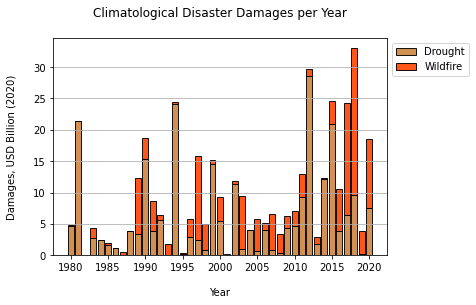 Climatological Disaster Damages per Year
Drought
Wildfire
Damages, USD Billion (2020)
30
25
20
15
10
5
0
1980 1985 1990 1995 2000 2005 2010 2015 2020
Year